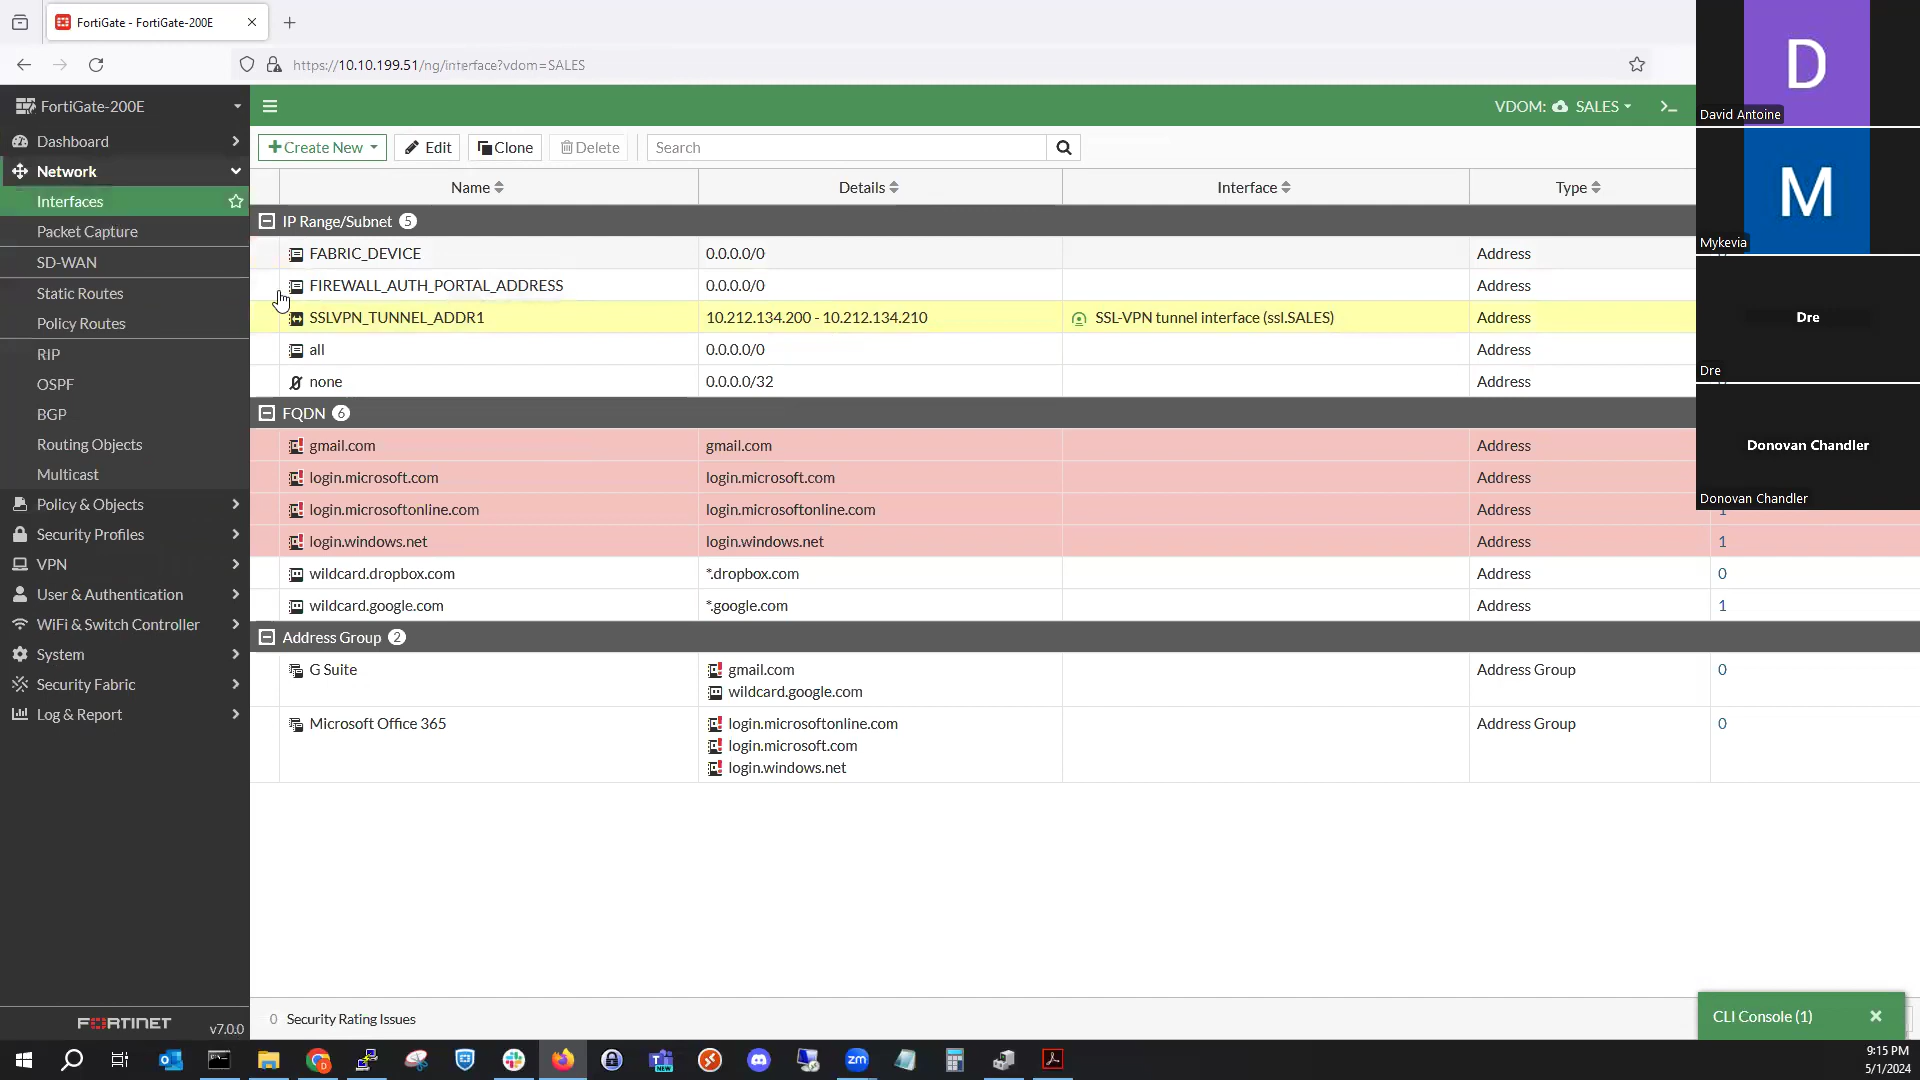 FortiGate - FortiGate-200E
https://10.10.199.51/ng/interface?vdom=SALES
FortiGate-200E
VDOM: SALES
Dashboard
Network
Interfaces
Packet Capture
SD-WAN
Static Routes
Policy Routes
RIP
OSPF
BGP
Routing Objects
Multicast
Policy & Objects
Security Profiles
VPN
User & Authentication
WiFi & Switch Controller
System
Security Fabric
Log & Report
FORTINET v7.0.0
+Create New Edit Clone Delete Search
Name Details Interface Type
IP Range/Subnet 5
FABRIC_DEVICE 0.0.0.0/0 Address
FIREWALL_AUTH_PORTAL_ADDRESS 0.0.0.0/0 Address
SSLVPN_TUNNEL_ADDR1 10.212.134.200 - 10.212.134.210 SSL-VPN tunnel interface (ssl.SALES) Address
all 0.0.0.0/0 Address
none 0.0.0.0/32 Address
FQDN 6
gmail.com gmail.com Address
login.microsoft.com login.microsoft.com Address
login.microsoftonline.com login.microsoftonline.com Address 1
login.windows.net login.windows.net Address 1
wildcard.dropbox.com *.dropbox.com Address 0
wildcard.google.com *.google.com Address 1
Address Group 2
G Suite gmail.com Address Group 0
wildcard.google.com
Microsoft Office 365 login.microsoftonline.com Address Group 0
login.microsoft.com
login.windows.net
0 Security Rating Issues
CLI Console (1)
D
David Antoine
M
Mykevia
Dre
Dre
Donovan Chandler
Donovan Chandler
zm
NEW
9:15 PM
5/1/2024